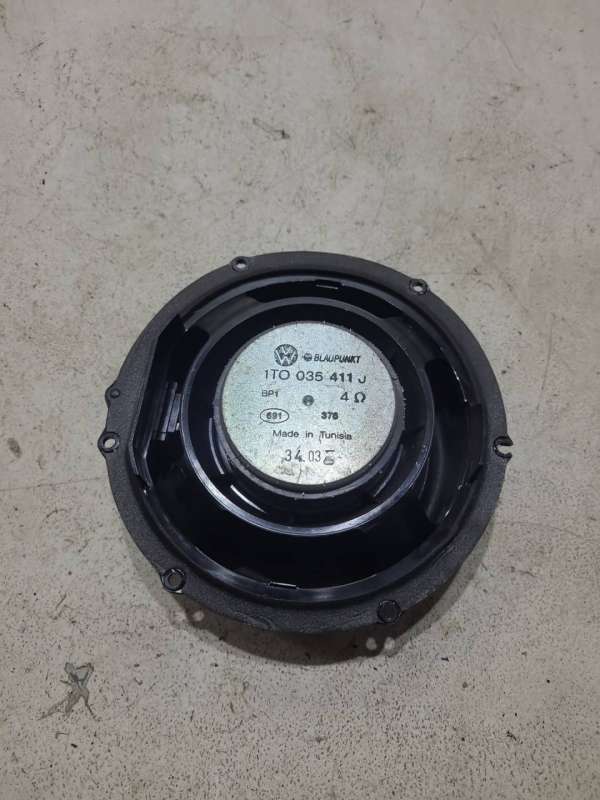 BLAUPUNKT
1TO 035 411 J
BP1 4 Ω
691 376
Made in Tunisia
34.03